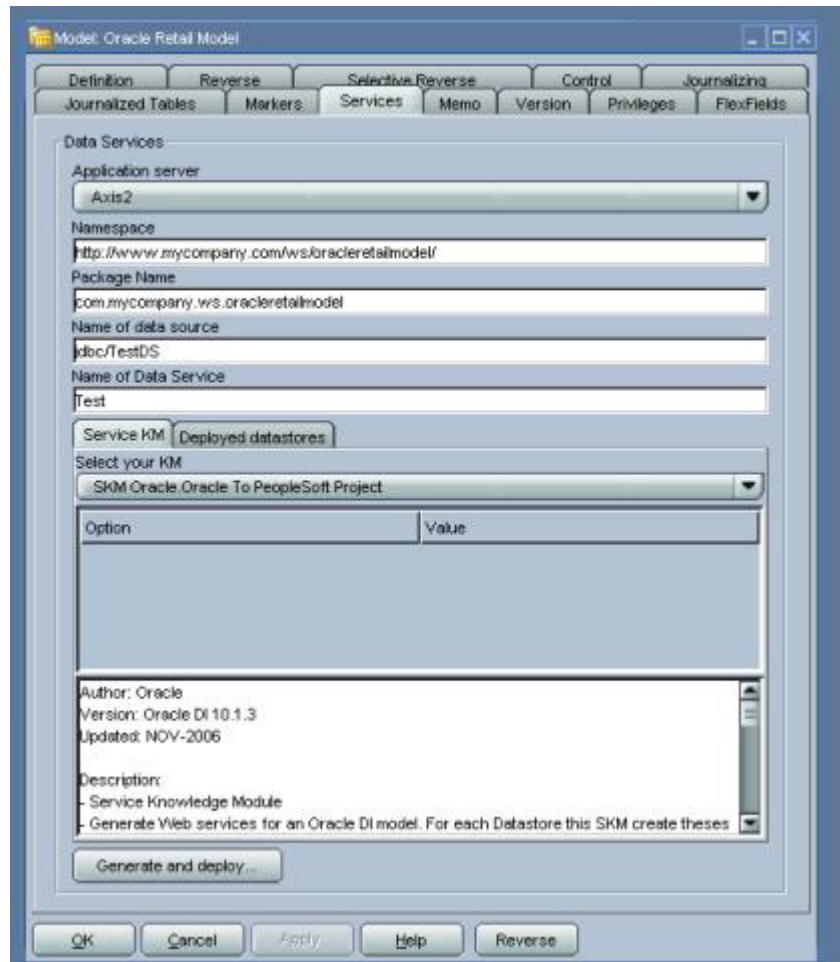 Model: Oracle Retail Model
Definition Reverse Selective Reverse Control Journalizing
Journalized Tables Markers Services Memo Version Privileges FlexFields
Data Services
Application server
Axis2
Namespace
http://www.mycompany.com/ws/oracleretailmodel/
Package Name
com.mycompany.ws.oracleretailmodel
Name of data source
jdbc/TestDS
Name of Data Service
Test
Service KM Deployed datastores
Select your KM
SKM Oracle.Oracle To PeopleSoft Project
Option Value
Author: Oracle
Version: Oracle DI 10.1.3
Updated: NOV-2006
Description:
- Service Knowledge Module
- Generate Web services for an Oracle DI model. For each Datastore this SKM create theses
Generate and deploy...
OK Cancel Apply Help Reverse